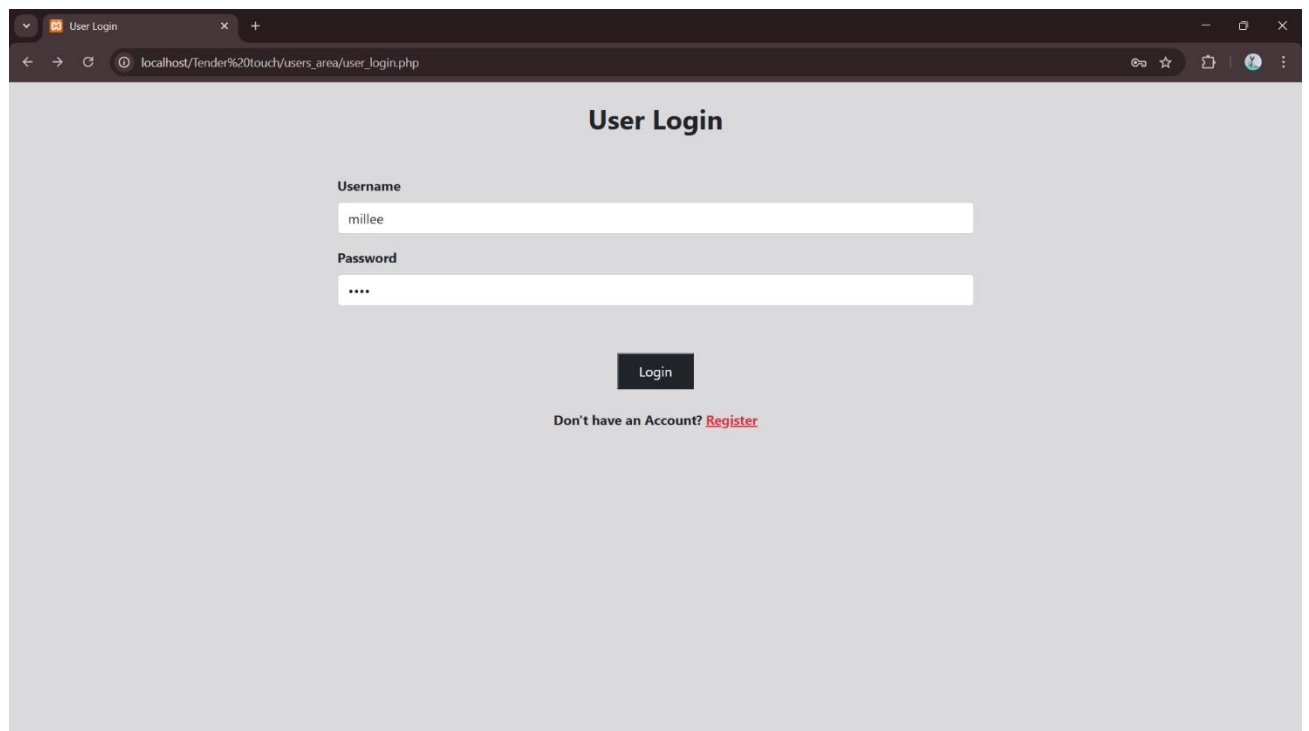 User Login
localhost/Tender%20touch/users_area/user_login.php
User Login
Username
millee
Password
••••
Login
Don't have an Account? Register